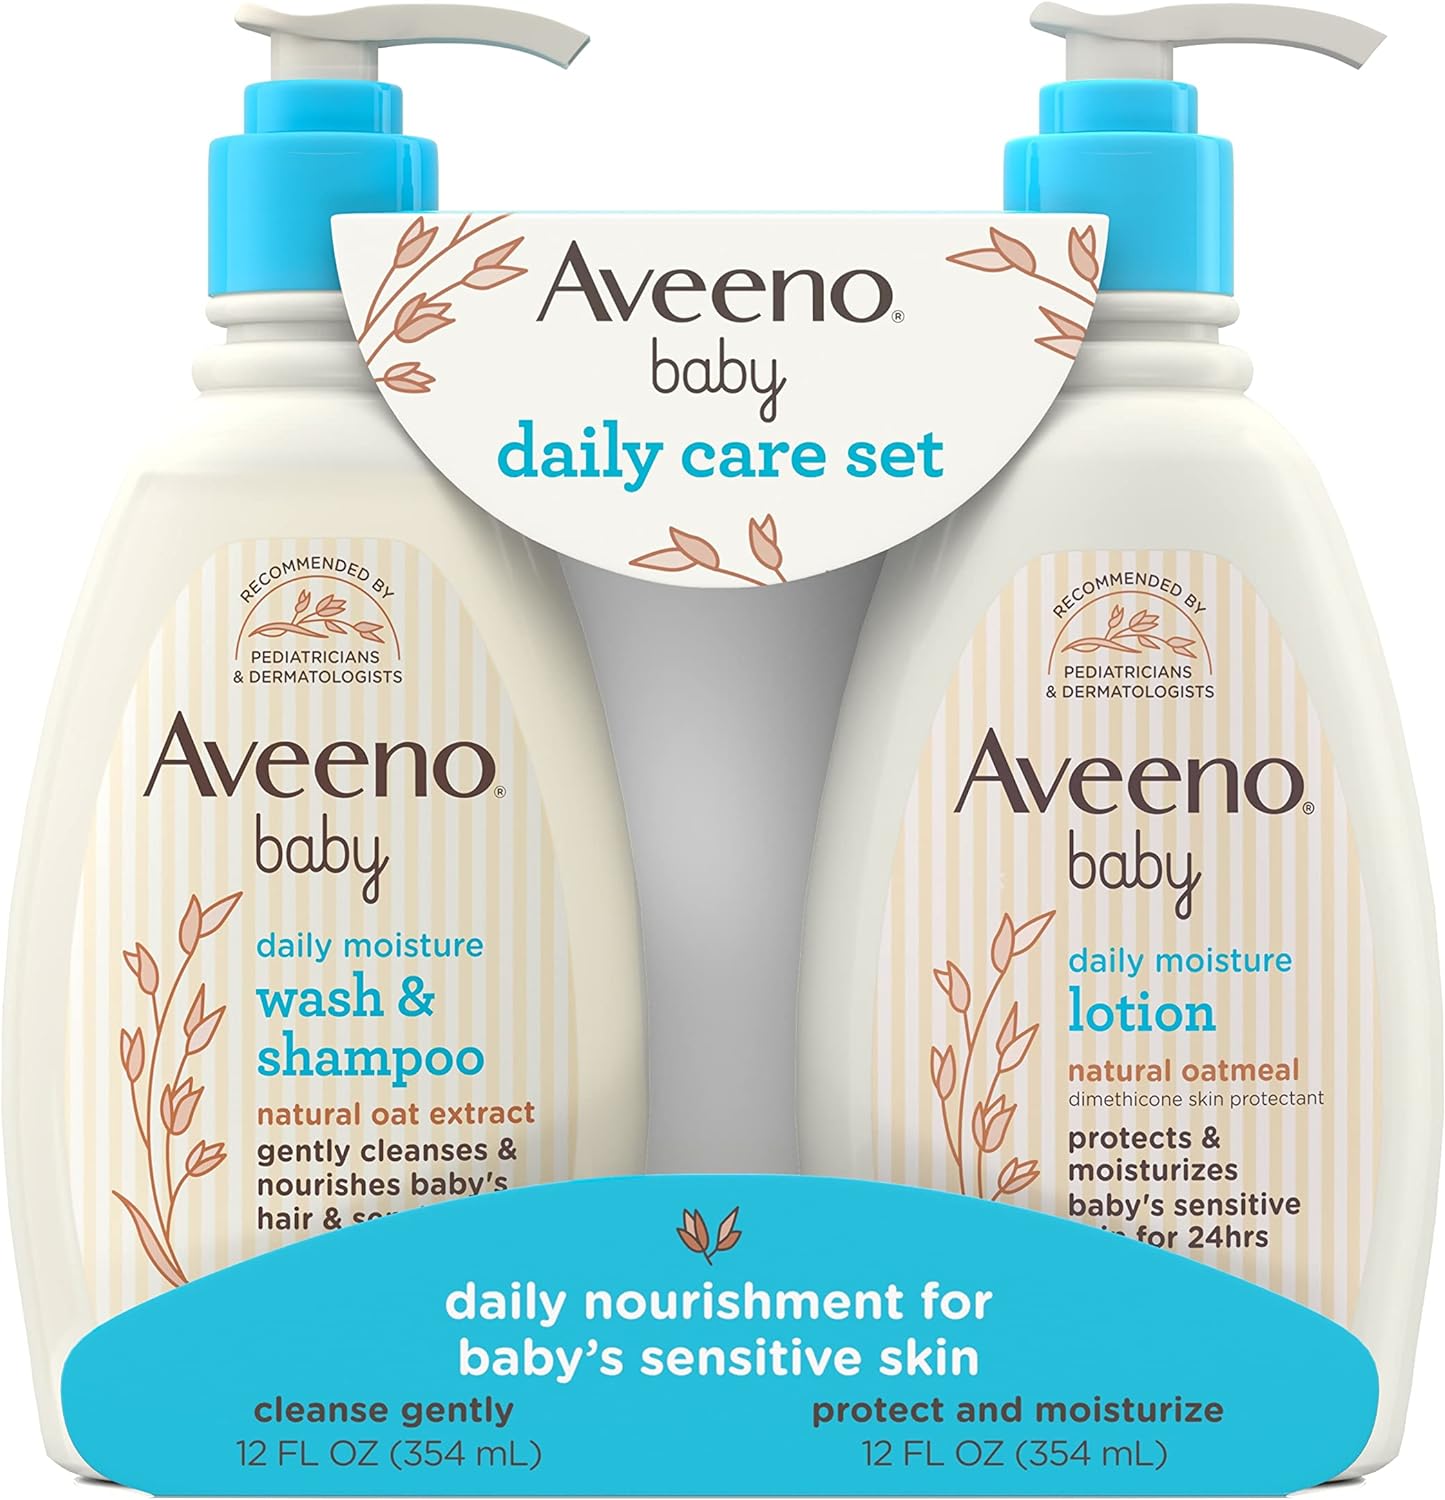 Aveeno®
baby
daily care set
RECOMMENDED BY
PEDIATRICIANS
& DERMATOLOGISTS
Aveeno®
baby
daily moisture
wash &
shampoo
natural oat extract
gently cleanses &
nourishes baby's
hair &
RECOMMENDED BY
PEDIATRICIANS
& DERMATOLOGISTS
Aveeno®
baby
daily moisture
lotion
natural oatmeal
dimethicone skin protectant
protects &
moisturizes
baby's sensitive
for 24hrs
daily nourishment for
baby’s sensitive skin
cleanse gently
12 FL OZ (354 mL)
protect and moisturize
12 FL OZ (354 mL)